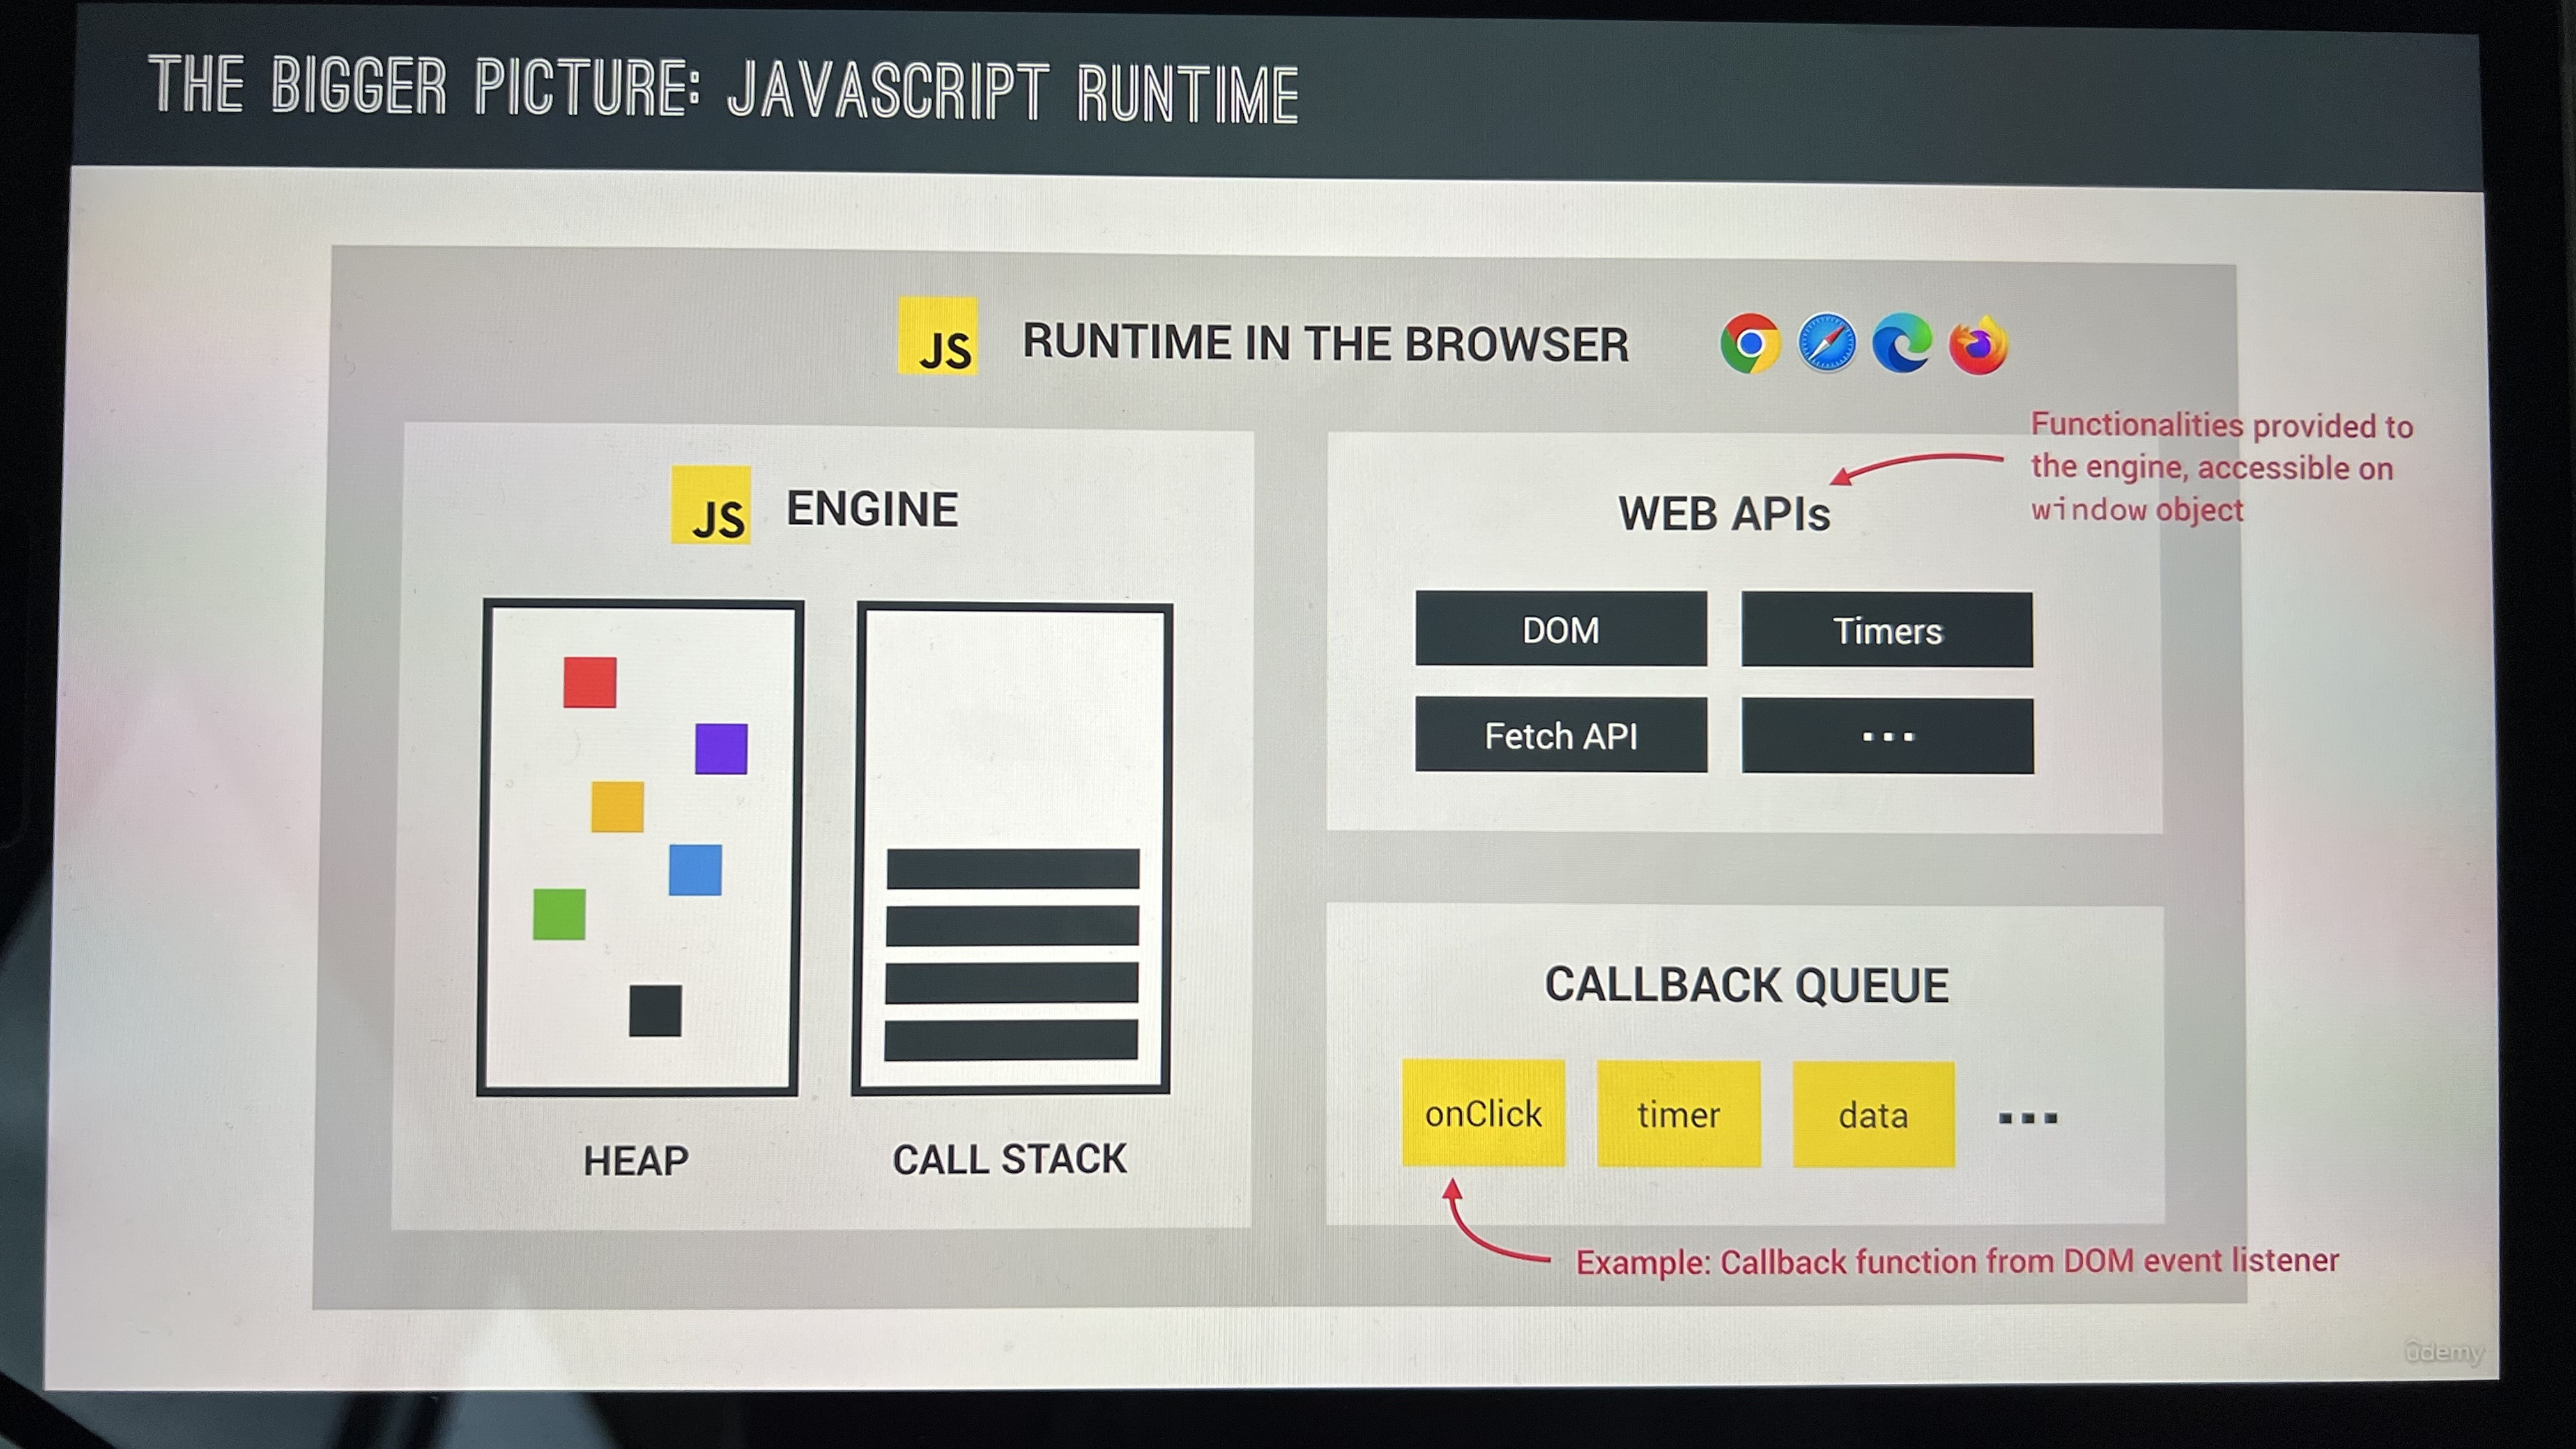 THE BIGGER PICTURE: JAVASCRIPT RUNTIME
JS RUNTIME IN THE BROWSER
Functionalities provided to
the engine, accessible on
window object
JS ENGINE
HEAP
CALL STACK
WEB APIs
DOM
Timers
Fetch API
...
CALLBACK QUEUE
onClick
timer
data
...
Example: Callback function from DOM event listener
ûdemy